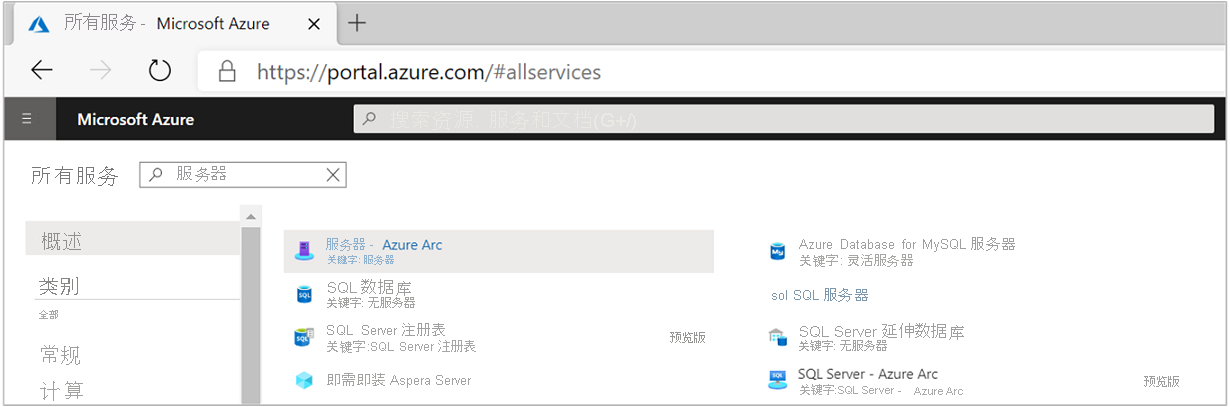 所有服务 - Microsoft Azure
https://portal.azure.com/#allservices
Microsoft Azure
搜索资源, 服务和文档(G+/)
所有服务
服务器
概述
类别
全部
常规
计算
服务器 - Azure Arc
关键字: 服务器
SQL 数据库
关键字: 无服务器
SQL Server 注册表
关键字:SQL Server 注册表
预览版
即需即装 Aspera Server
Azure Database for MySQL 服务器
关键字: 灵活服务器
sol SQL 服务器
SQL Server 延伸数据库
关键字: 无服务器
SQL Server - Azure Arc
关键字:SQL Server - Azure Arc
预览版